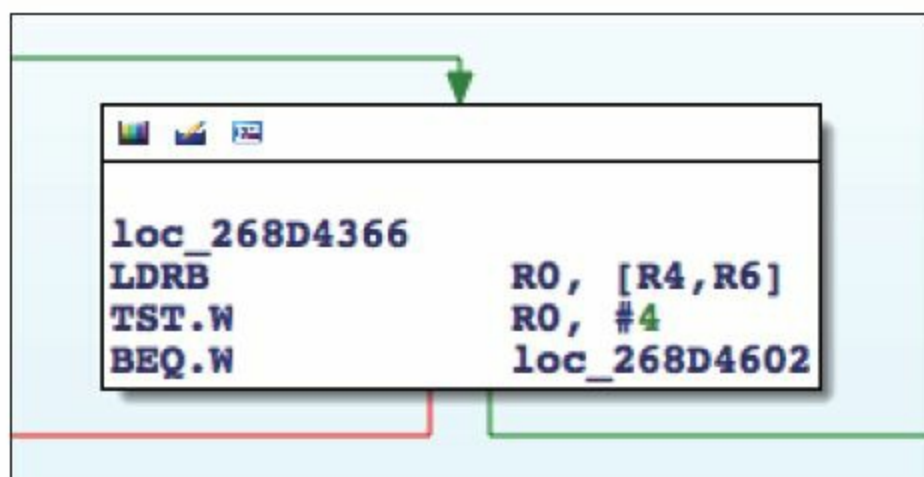 loc_268D4366
LDRB R0, [R4,R6]
TST.W R0, #4
BEQ.W loc_268D4602